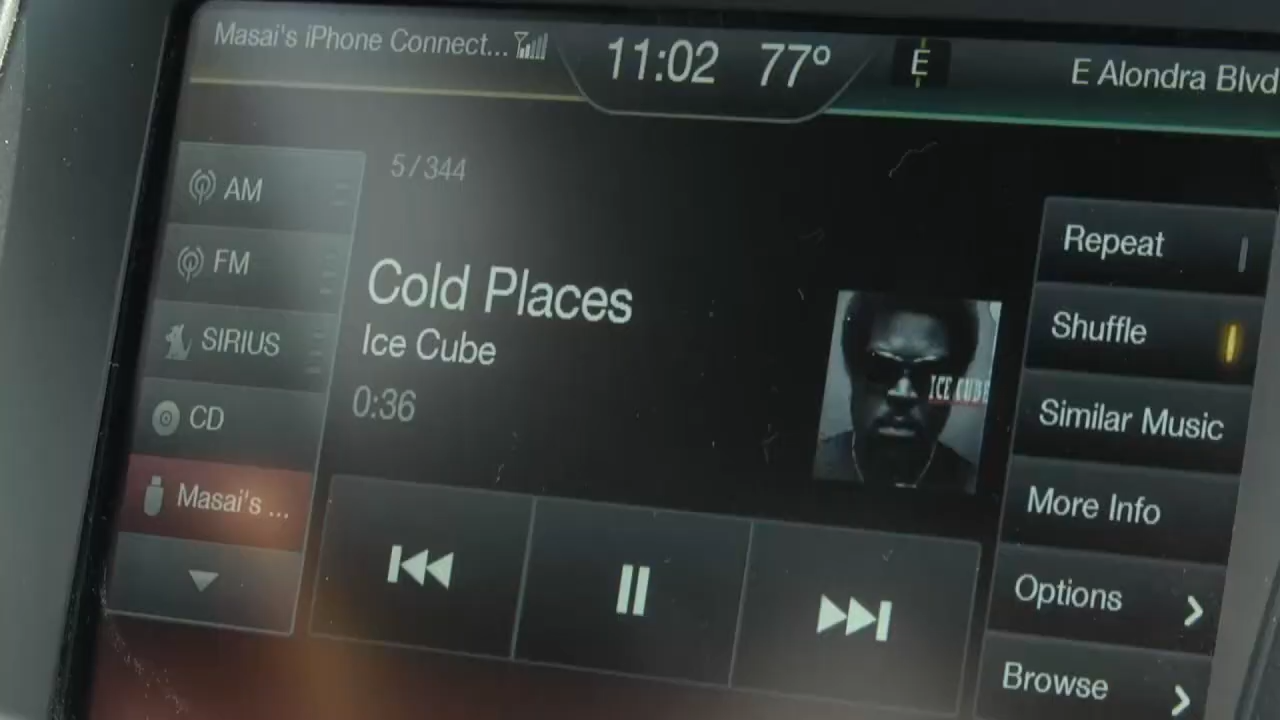 Masai's iPhone Connect...
11:02
77°
E
E Alondra Blvd
AM
FM
SIRIUS
CD
Masai's ...
5/344
Cold Places
Ice Cube
0:36
ICE CUBE
Repeat
Shuffle
Similar Music
More Info
Options
Browse